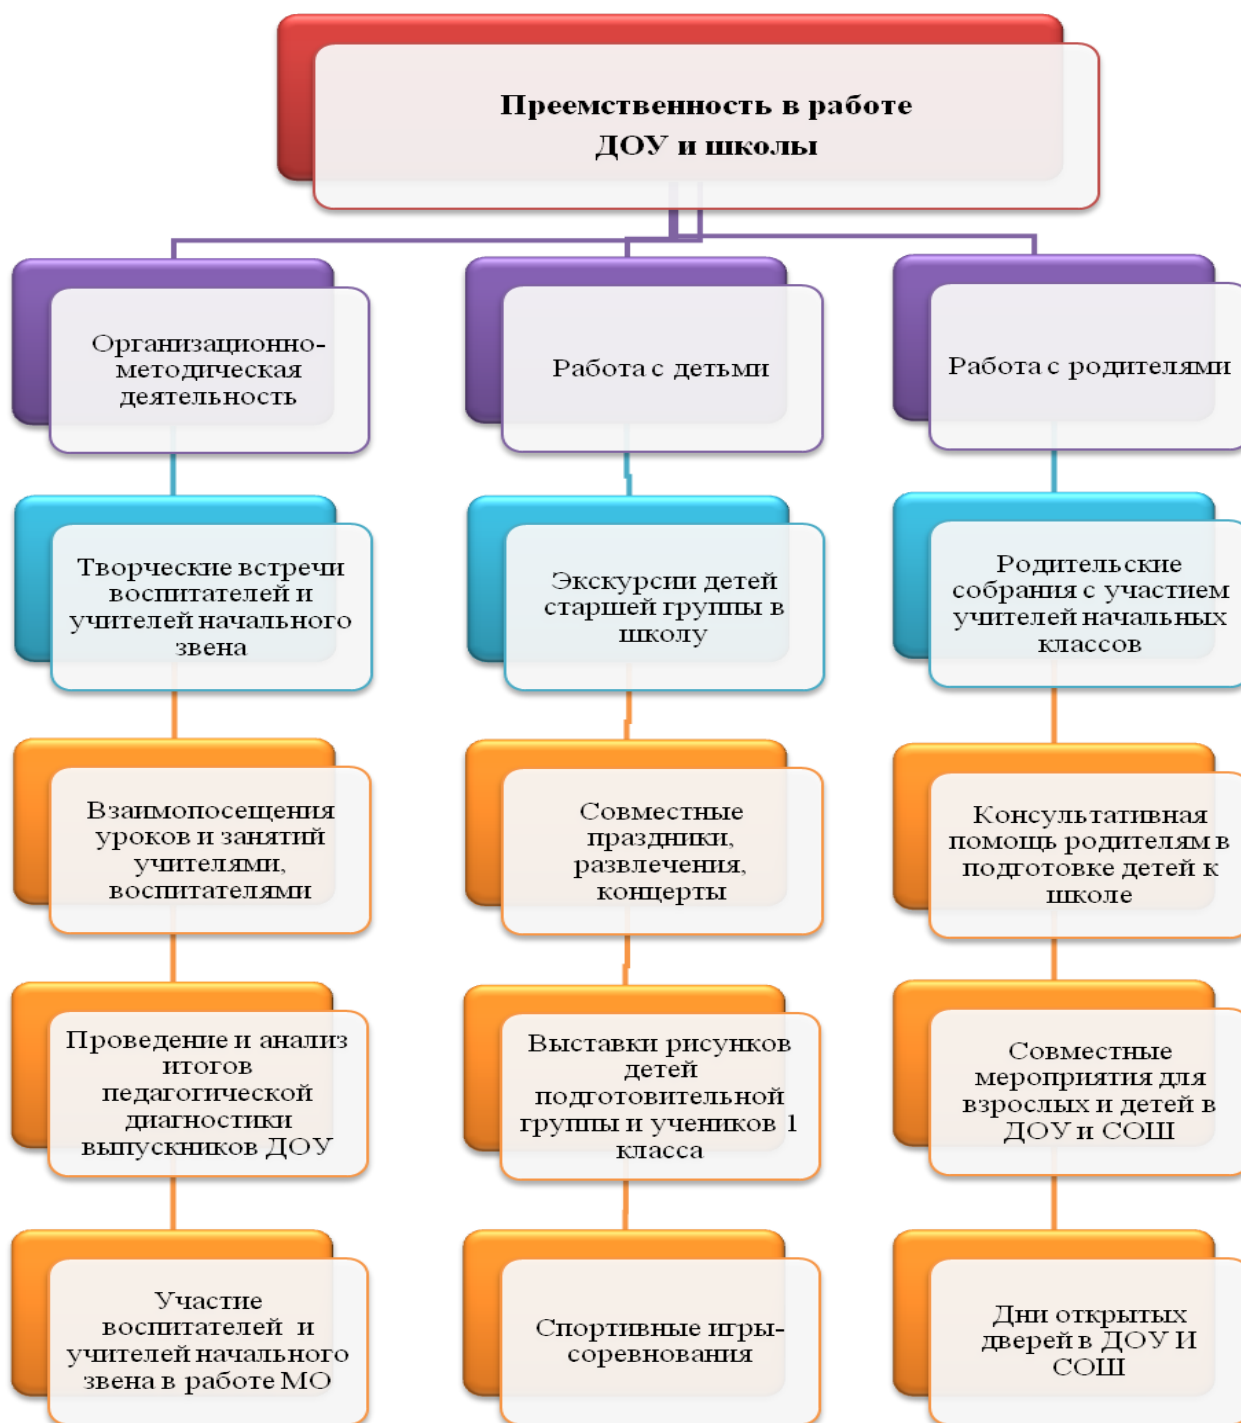 Преемственность в работе
ДОУ и школы
Организационно-
методическая
деятельность
Работа с детьми
Работа с родителями
Творческие встречи
воспитателей и
учителей начального
звена
Экскурсии детей
старшей группы в
школу
Родительские
собрания с участием
учителей начальных
классов
Взаимопосещения
уроков и занятий
учителями,
воспитателями
Совместные
праздники,
развлечения,
концерты
Консультативная
помощь родителям в
подготовке детей к
школе
Проведение и анализ
итогов
педагогической
диагностики
выпускников ДОУ
Выставки рисунков
детей
подготовительной
группы и учеников 1
класса
Совместные
мероприятия для
взрослых и детей в
ДОУ и СОШ
Участие
воспитателей и
учителей начального
звена в работе МО
Спортивные игры-
соревнования
Дни открытых
дверей в ДОУ И
СОШ